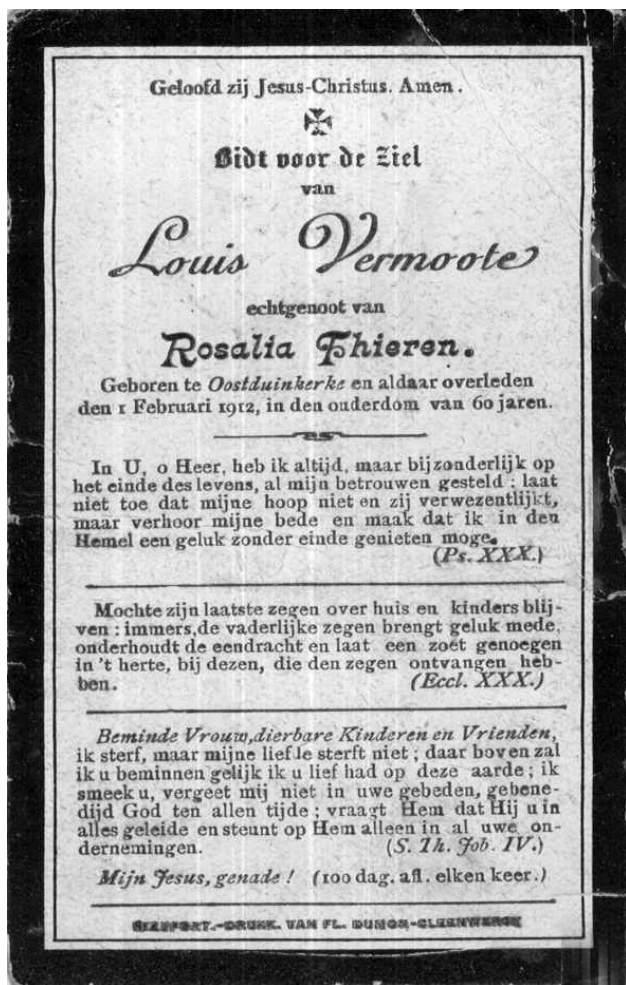 Geloofd zij Jesus-Christus. Amen.
Bidt voor de Ziel
van
Louis Vermoote
echtgenoot van
Rosalia Thieren.
Geboren te Oostduinkerke en aldaar overleden
den 1 Februari 1912, in den ouderdom van 60 jaren.
In U, o Heer, heb ik altijd, maar bijzonderlijk op
het einde des levens, al mijn betrouwen gesteld : laat
niet toe dat mijne hoop niet en zij verwezentlijkt,
maar verhoor mijne bede en maak dat ik in den
Hemel een geluk zonder einde genieten moge.
(Ps. XXX.)
Mochte zijn laatste zegen over huis en kinders blij-
ven : immers, de vaderlijke zegen brengt geluk mede,
onderhoudt de eendracht en laat een zoet genoegen
in 't herte, bij dezen, die den zegen ontvangen heb-
ben. (Eccl. XXX.)
Beminde Vrouw, dierbare Kinderen en Vrienden,
ik sterf, maar mijne liefde sterft niet ; daar boven zal
ik u beminnen gelijk ik u lief had op deze aarde ; ik
smeek u, vergeet mij niet in uwe gebeden, gebene-
dijd God ten allen tijde ; vraagt Hem dat Hij u in
alles geleide en steunt op Hem alleen in al uwe on-
dernemingen. (S. Th. Job. IV.)
Mijn Jesus, genade ! (100 dag. afl. elken keer.)
NIEUPORT.-DRUKK. VAN FL. DUMON-CLEENWERCK